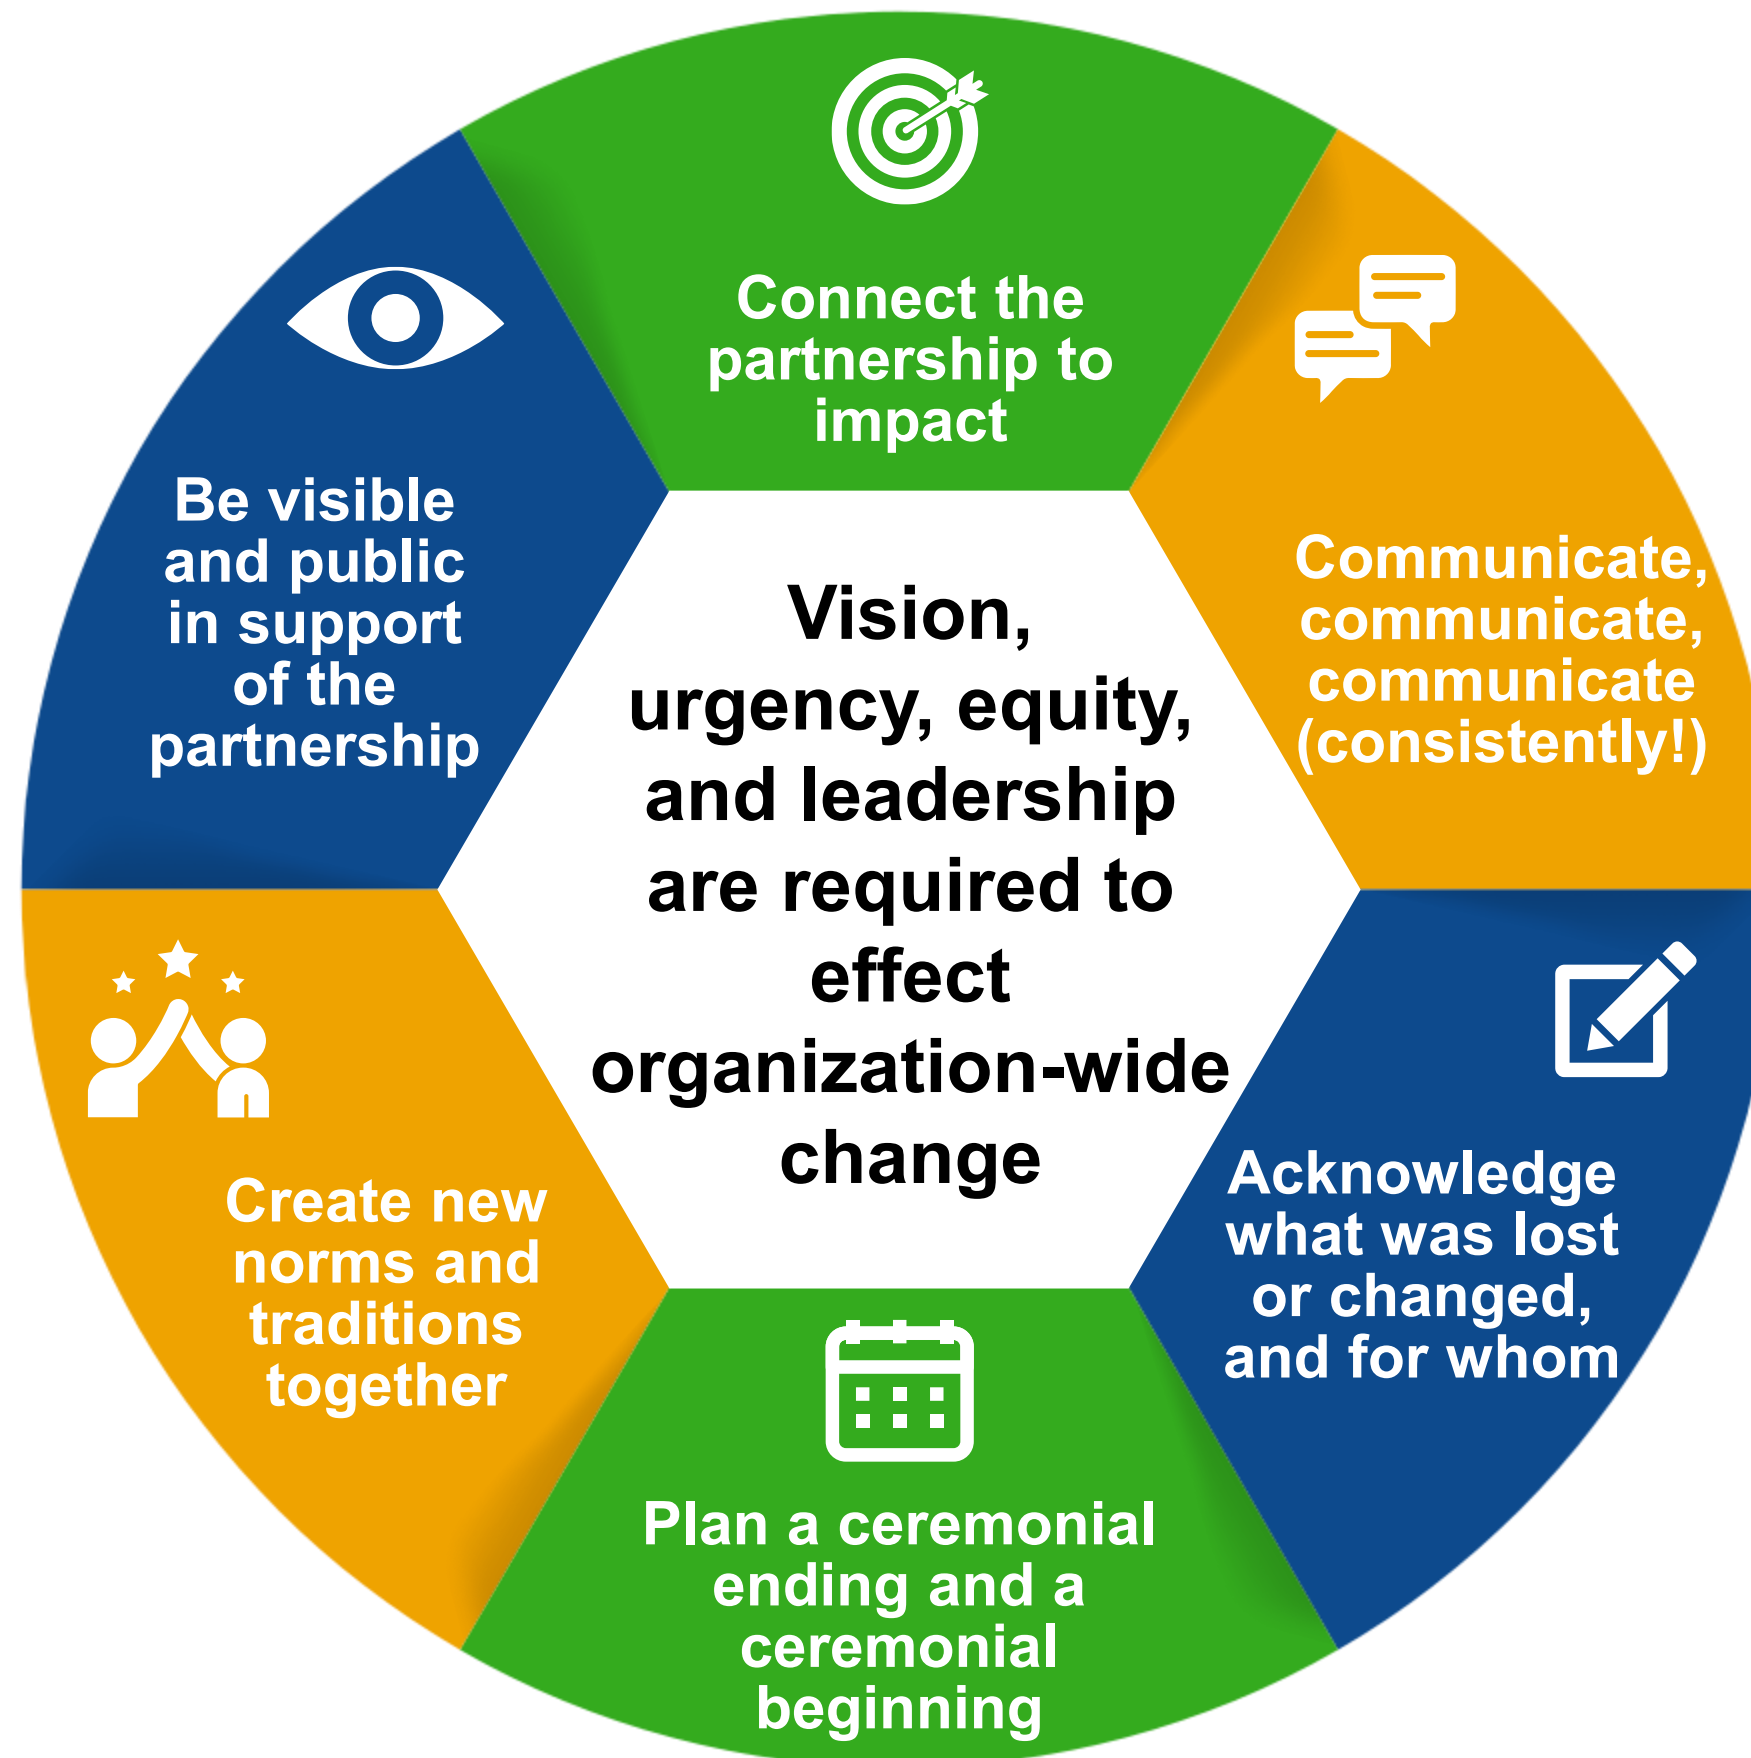 Connect the
partnership to
impact
Communicate,
communicate,
communicate
(consistently!)
Acknowledge
what was lost
or changed,
and for whom
Plan a ceremonial
ending and a
ceremonial
beginning
Create new
norms and
traditions
together
Be visible
and public
in support
of the
partnership
Vision,
urgency, equity,
and leadership
are required to
effect
organization-wide
change